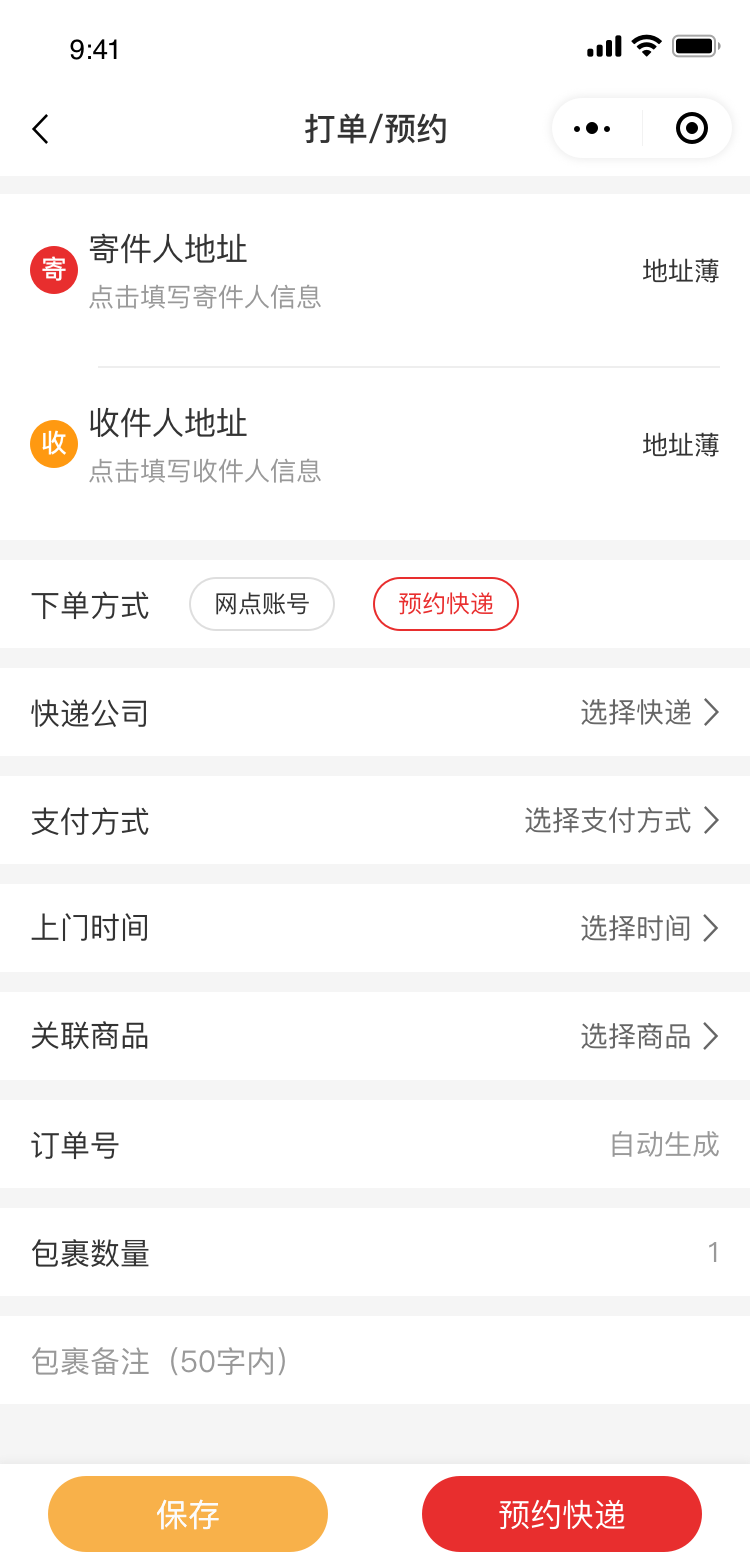 9:41
打单/预约
寄
寄件人地址
点击填写寄件人信息
地址薄
收
收件人地址
点击填写收件人信息
地址薄
下单方式 网点账号 预约快递
快递公司 选择快递
支付方式 选择支付方式
上门时间 选择时间
关联商品 选择商品
订单号 自动生成
包裹数量 1
包裹备注（50字内）
保存 预约快递